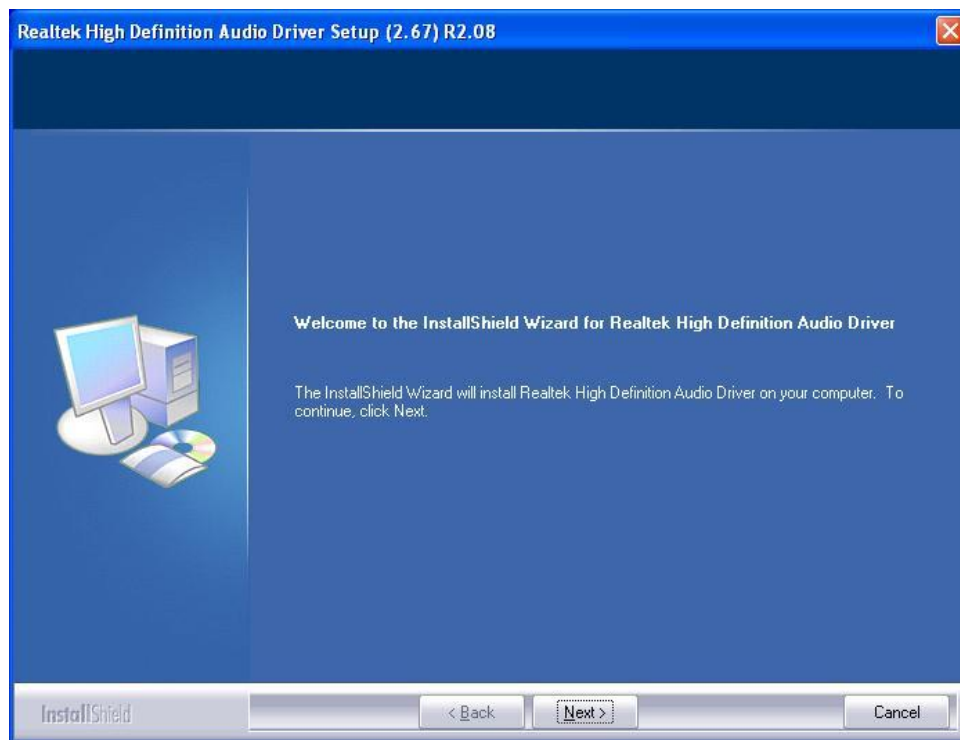 Realtek High Definition Audio Driver Setup (2.67) R2.08
Welcome to the InstallShield Wizard for Realtek High Definition Audio Driver
The InstallShield Wizard will install Realtek High Definition Audio Driver on your computer. To
continue, click Next.
InstallShield
< Back
Next >
Cancel